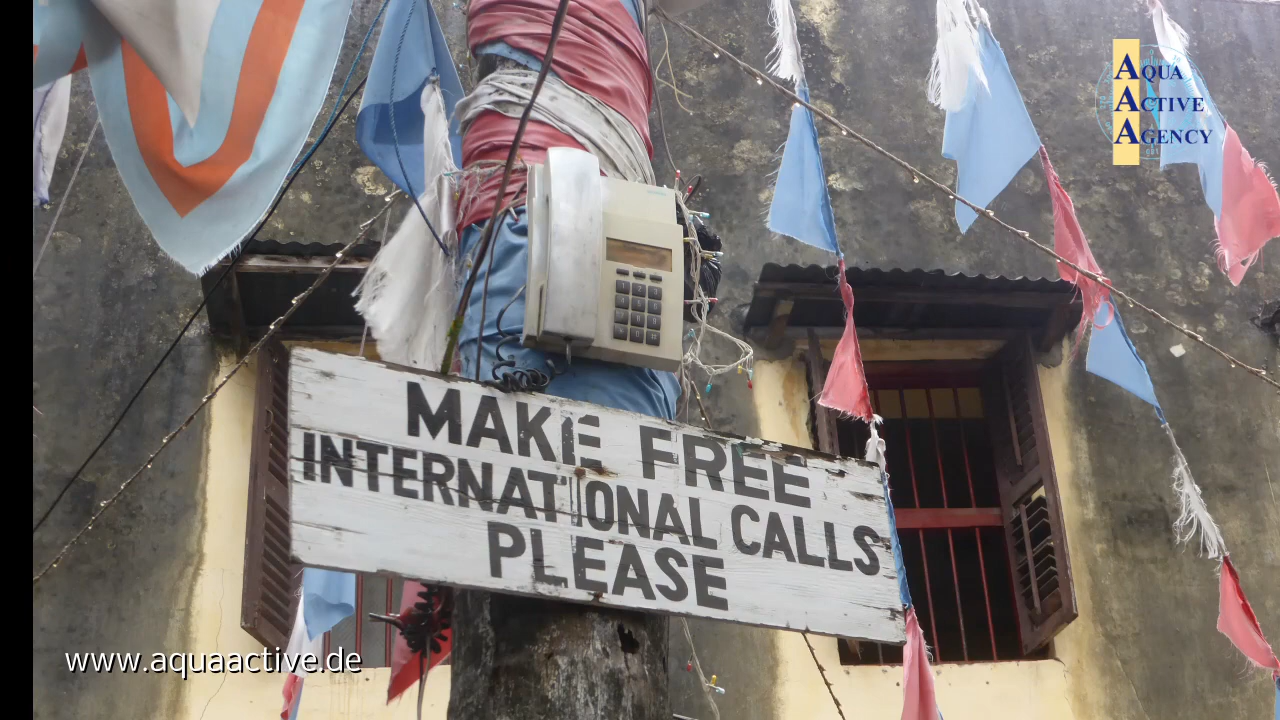 AQUA
ACTIVE
AGENCY
MAKE FREE
INTERNATIONAL CALLS
PLEASE
www.aquaactive.de